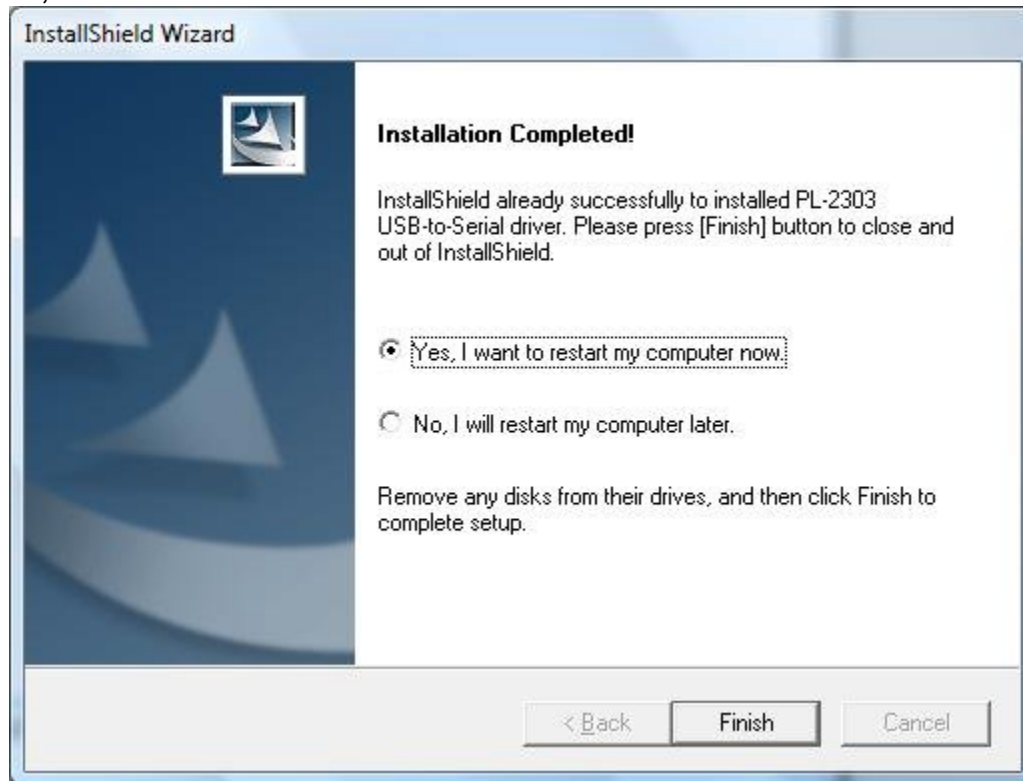 InstallShield Wizard
Installation Completed!
InstallShield already successfully to installed PL-2303
USB-to-Serial driver. Please press [Finish] button to close and
out of InstallShield.
Yes, I want to restart my computer now.
No, I will restart my computer later.
Remove any disks from their drives, and then click Finish to
complete setup.
< Back
Finish
Cancel